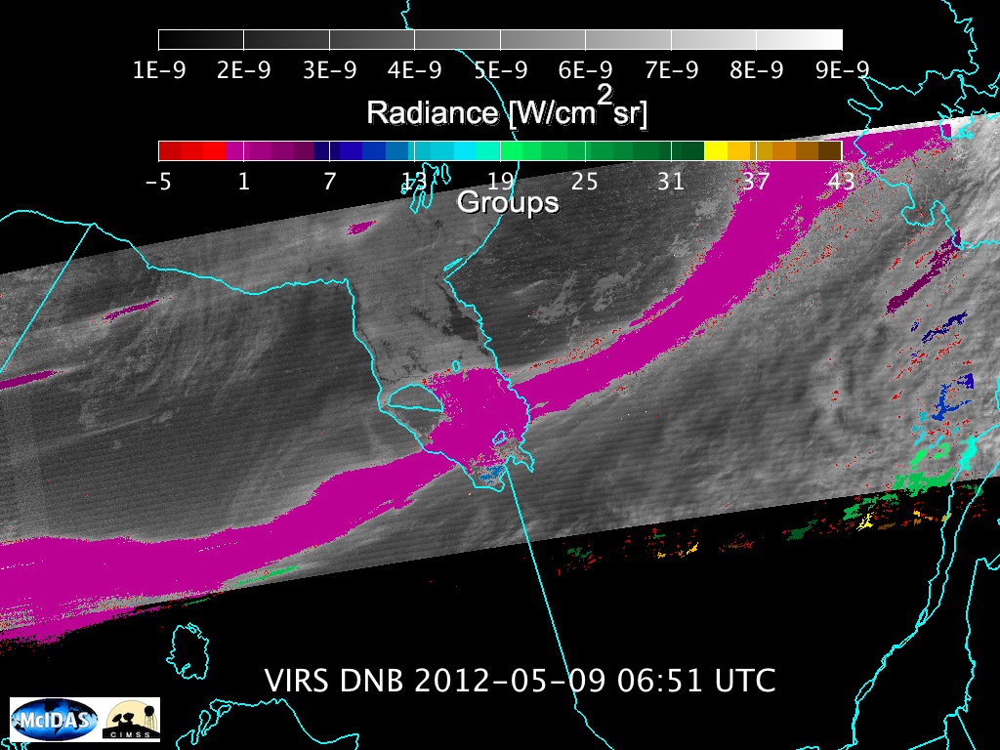 1E-9 2E-9 3E-9 4E-9 5E-9 6E-9 7E-9 8E-9 9E-9
Radiance [W/cm²sr]
-5 1 7 13 19 25 31 37 43
Groups
VIRS DNB 2012-05-09 06:51 UTC
McIDAS
CIMSS